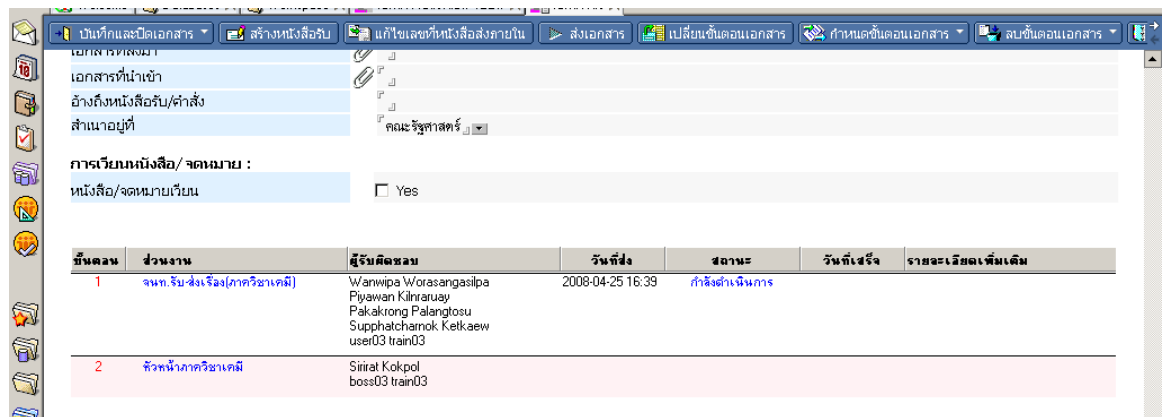 บันทึกและปิดเอกสาร สร้างหนังสือรับ แก้ไขเลขที่หนังสือส่งภายใน ส่งเอกสาร เปลี่ยนขั้นตอนเอกสาร กำหนดขั้นตอนเอกสาร ลบขั้นตอนเอกสาร
เอกสารที่ส่งมา
เอกสารที่นำเข้า
อ้างถึงหนังสือรับ/คำสั่ง
สำเนาอยู่ที่ คณะรัฐศาสตร์
การเวียนหนังสือ/จดหมาย :
หนังสือ/จดหมายเวียน Yes
ขั้นตอน ส่วนงาน ผู้รับผิดชอบ วันที่ส่ง สถานะ วันที่เสร็จ รายละเอียดเพิ่มเติม
1 จนท.รับ-ส่งเรื่อง(ภาควิชาเคมี) Wanwipa Worasangasilpa 2008-04-25 16:39 กำลังดำเนินการ
Piyawan Kilnraruay
Pakakrong Palangtosu
Supphatcharnok Ketkaew
user03 train03
2 หัวหน้าภาควิชาเคมี Sirirat Kokpol
boss03 train03